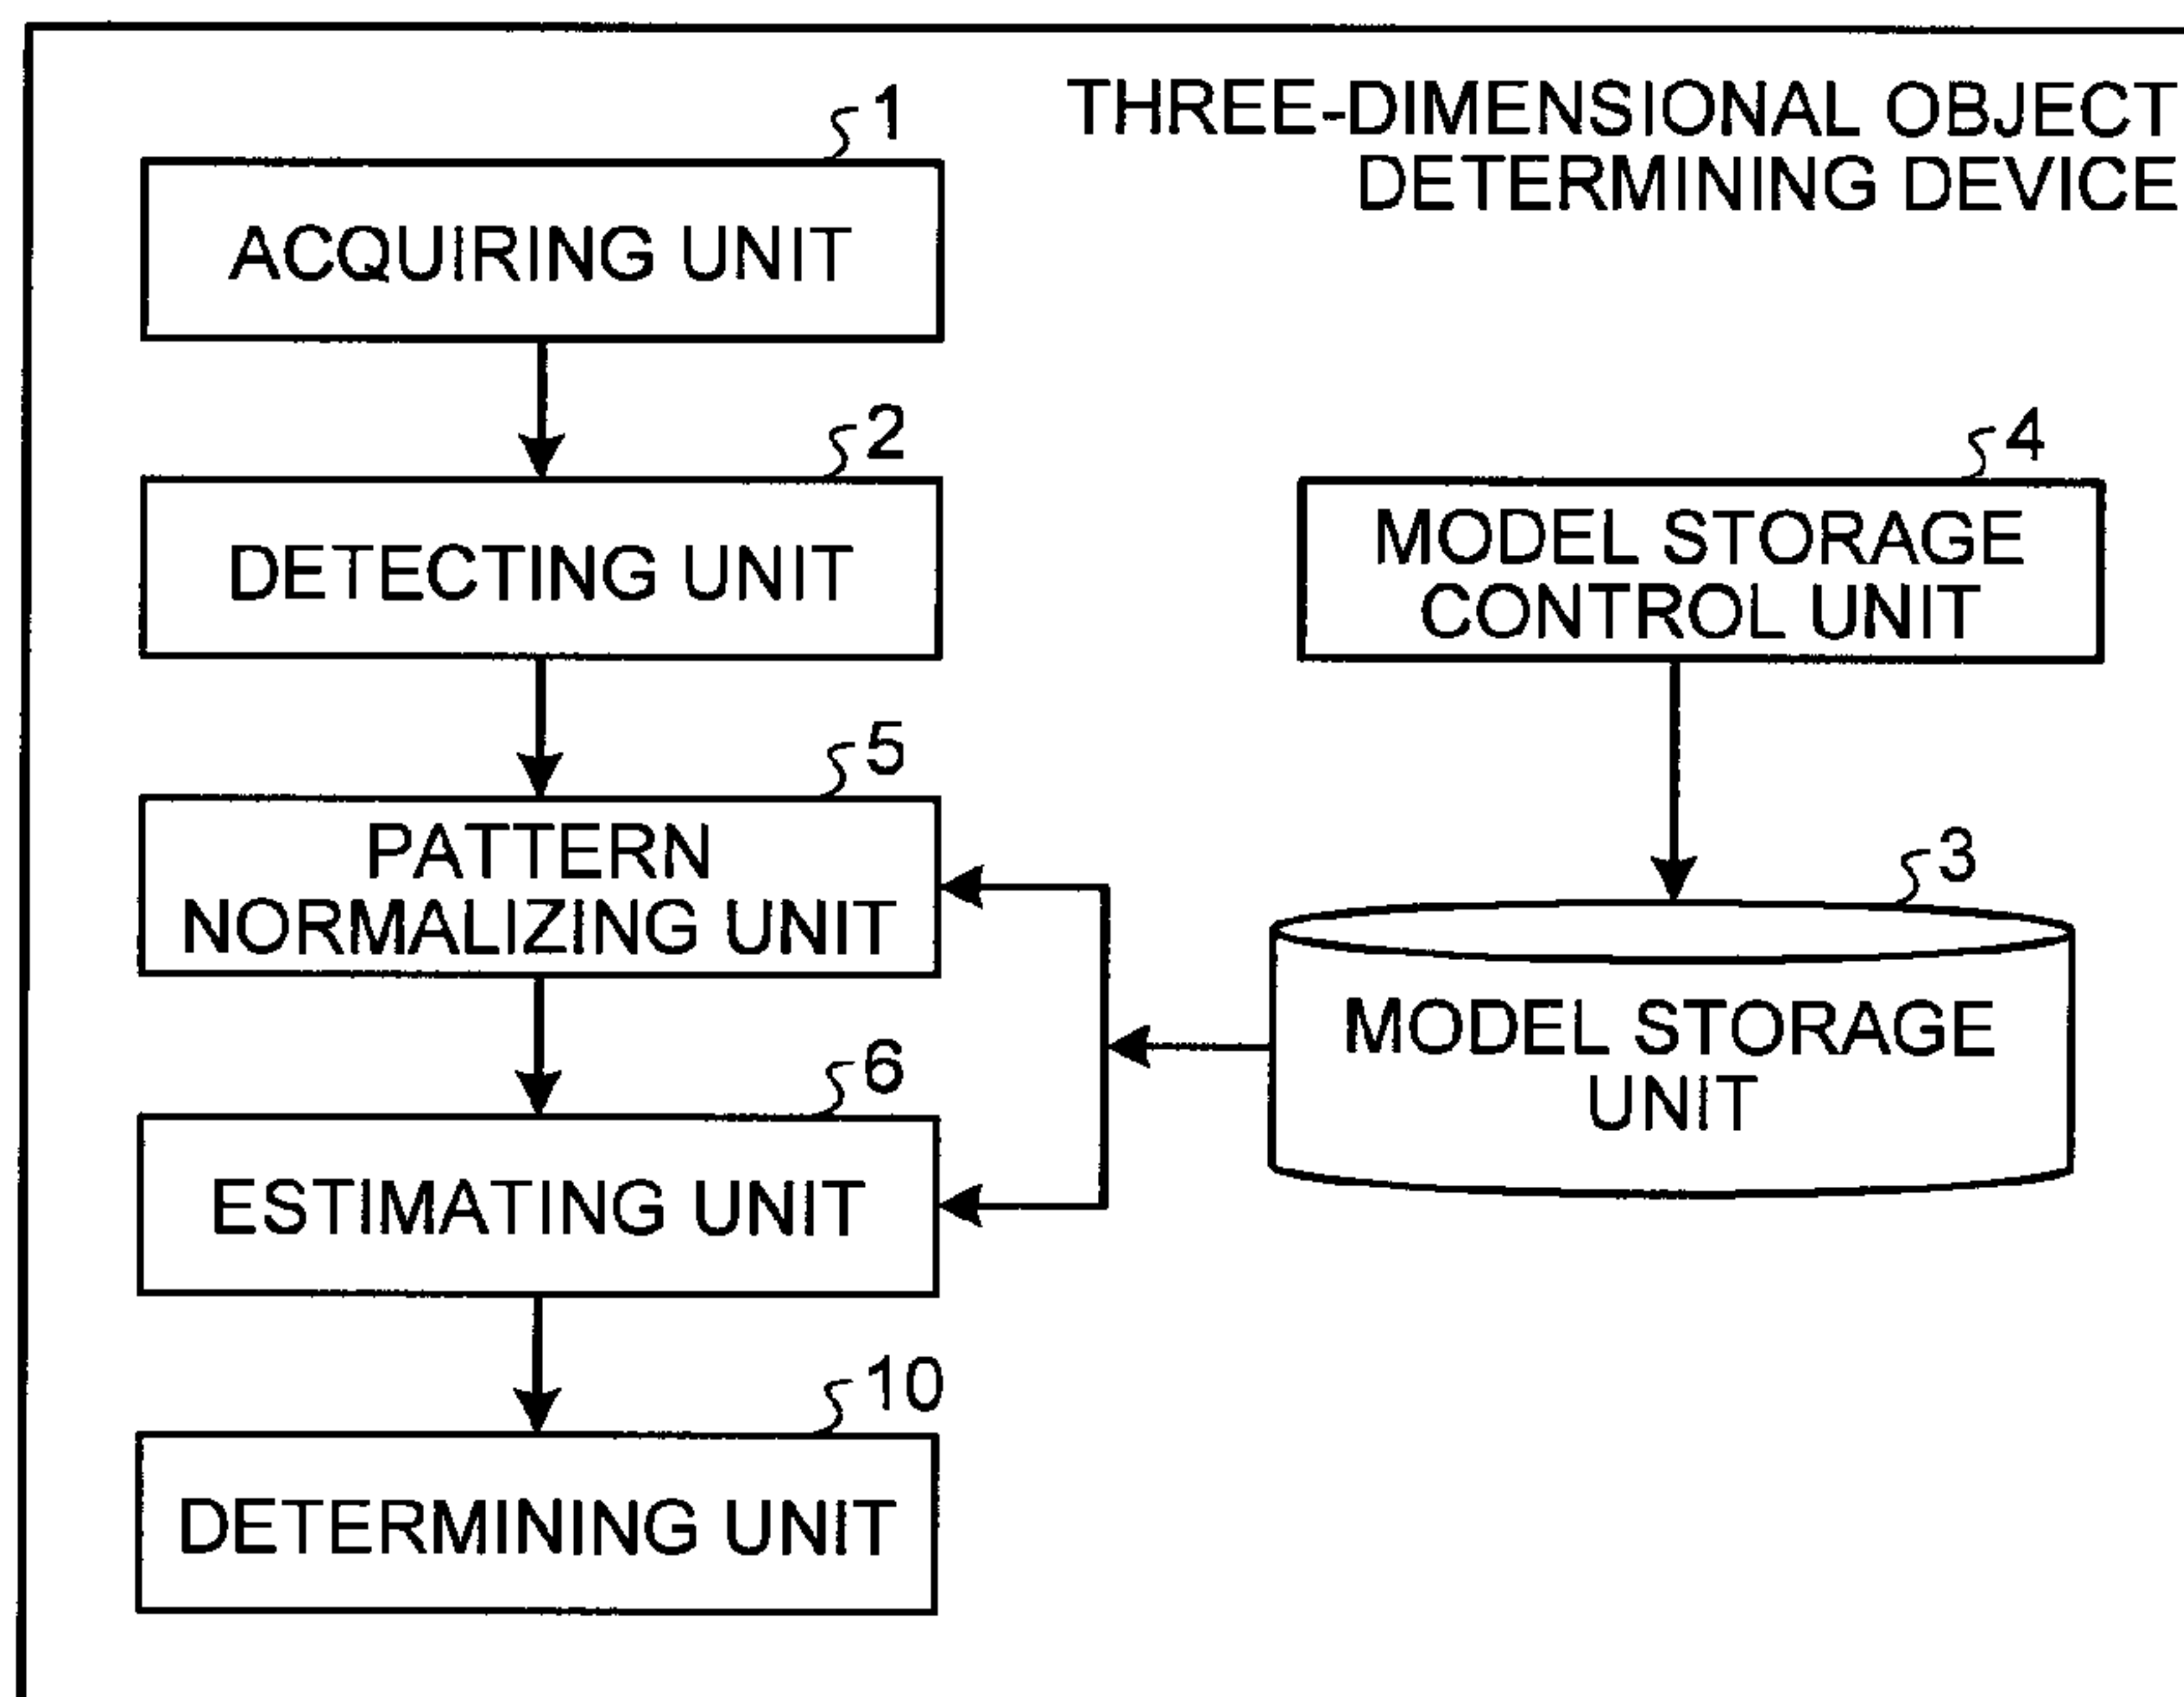 THREE-DIMENSIONAL OBJECT
DETERMINING DEVICE
1
ACQUIRING UNIT
2
DETECTING UNIT
4
MODEL STORAGE
CONTROL UNIT
5
PATTERN
NORMALIZING UNIT
3
MODEL STORAGE
UNIT
6
ESTIMATING UNIT
10
DETERMINING UNIT